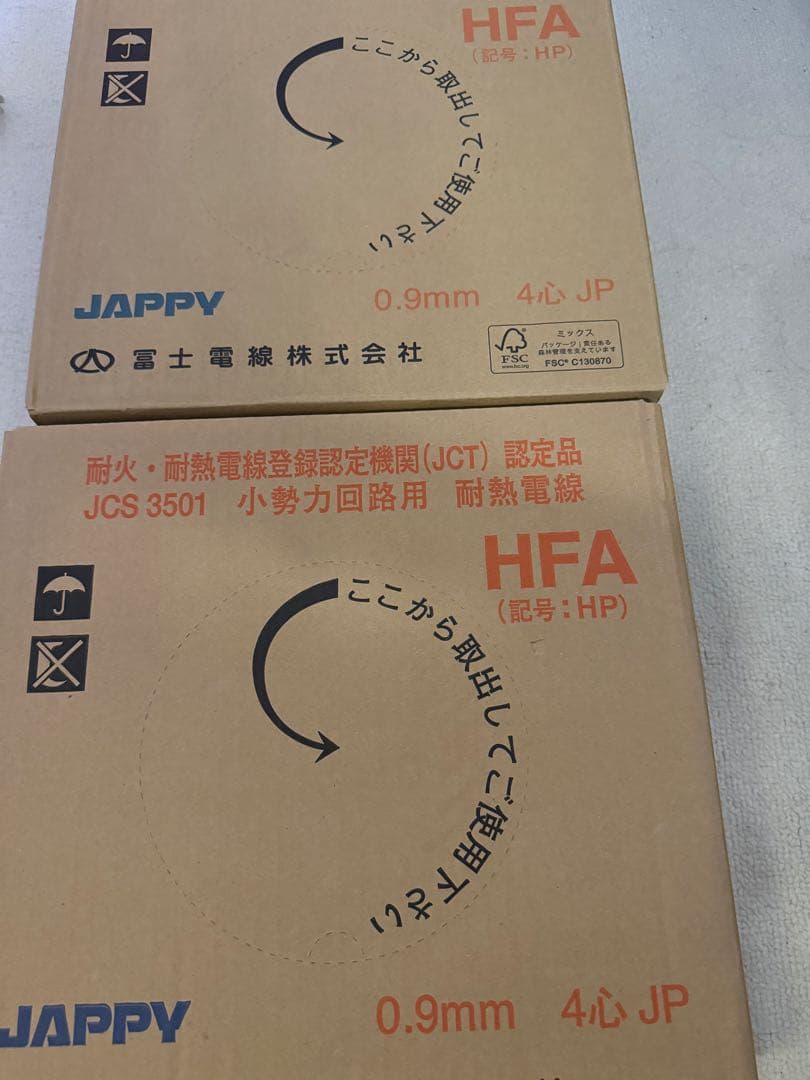 HFA
(記号:HP)
ここから取出してご使用下さい
JAPPY
0.9mm 4心 JP
冨士電線株式会社
FSC
www.fsc.org
ミックス
パッケージ|責任ある
森林管理を支えています
FSC® C130870
耐火・耐熱電線登録認定機関(JCT) 認定品
JCS 3501 小勢力回路用 耐熱電線
HFA
(記号:HP)
ここから取出してご使用下さい
JAPPY
0.9mm 4心 JP